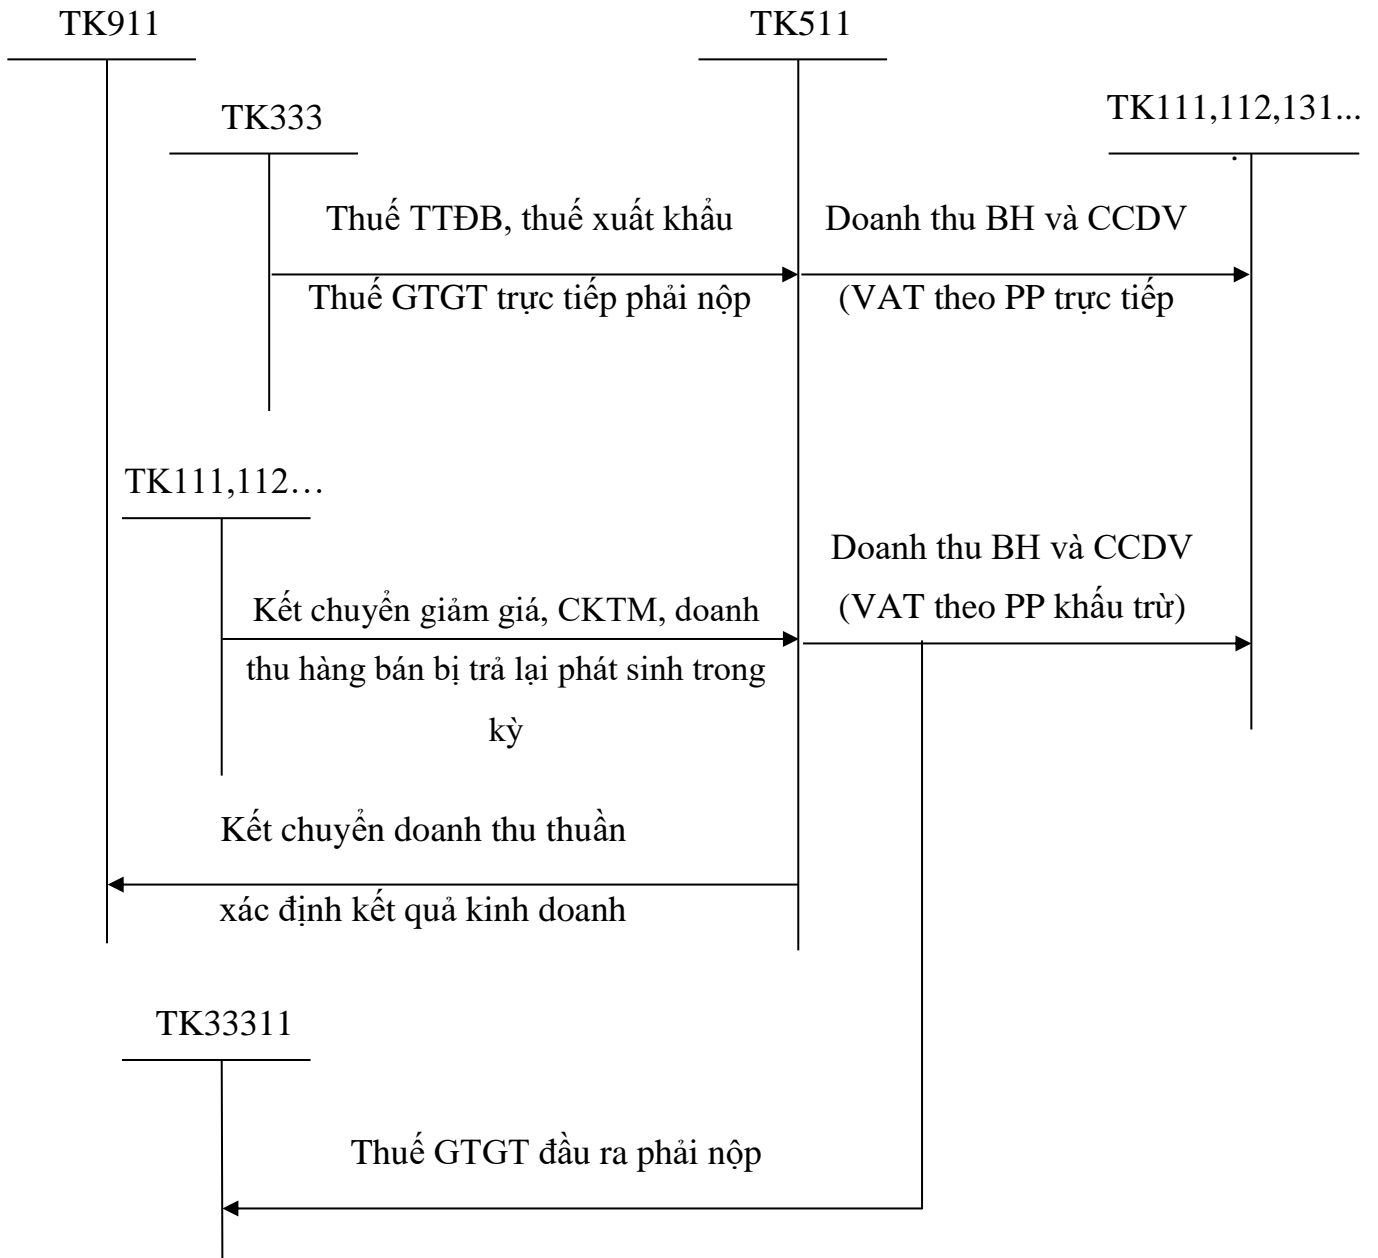 TK911
TK511
TK333
TK111,112,131...
.
Thuế TTĐB, thuế xuất khẩu
Doanh thu BH và CCDV
Thuế GTGT trực tiếp phải nộp
(VAT theo PP trực tiếp
TK111,112…
Doanh thu BH và CCDV
(VAT theo PP khấu trừ)
Kết chuyển giảm giá, CKTM, doanh
thu hàng bán bị trả lại phát sinh trong
kỳ
Kết chuyển doanh thu thuần
xác định kết quả kinh doanh
TK33311
Thuế GTGT đầu ra phải nộp